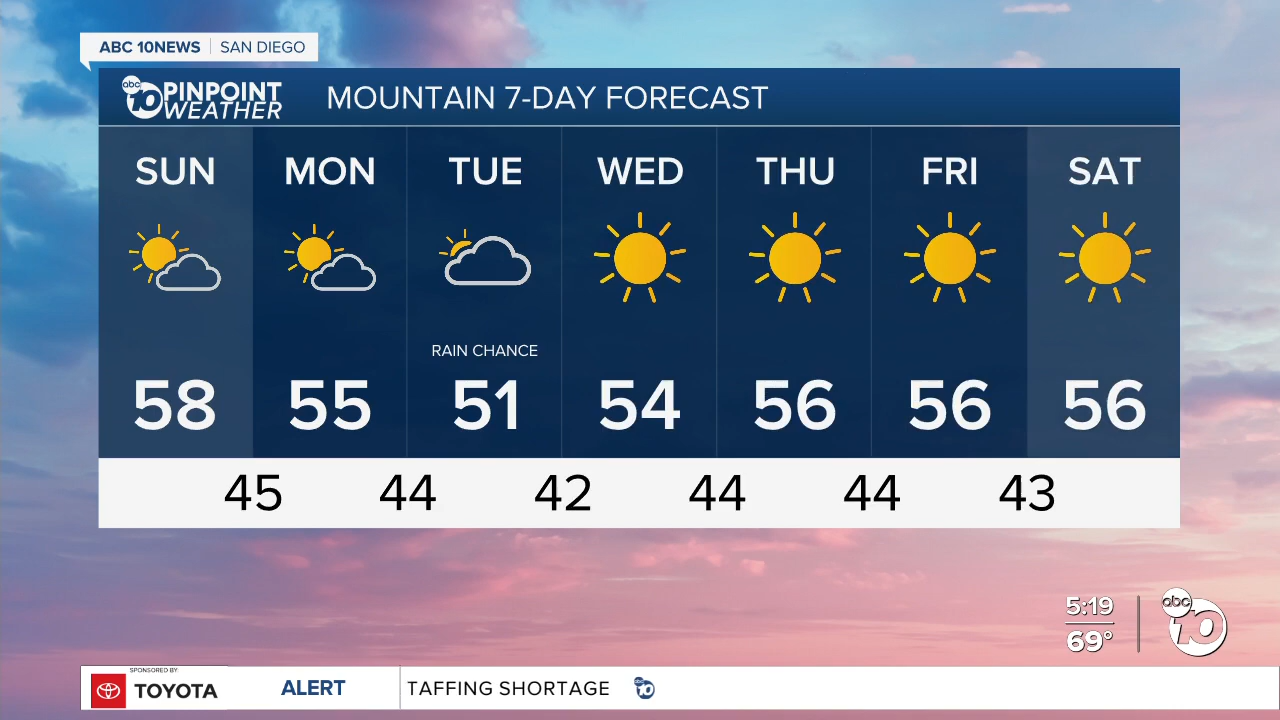 ABC 10NEWS | SAN DIEGO
abc 10 PINPOINT WEATHER
MOUNTAIN 7-DAY FORECAST
SUN MON TUE WED THU FRI SAT
RAIN CHANCE
58 55 51 54 56 56 56
45 44 42 44 44 43
5:19
69°
abc 10
SPONSORED BY
TOYOTA
ALERT
TAFFING SHORTAGE
abc 10